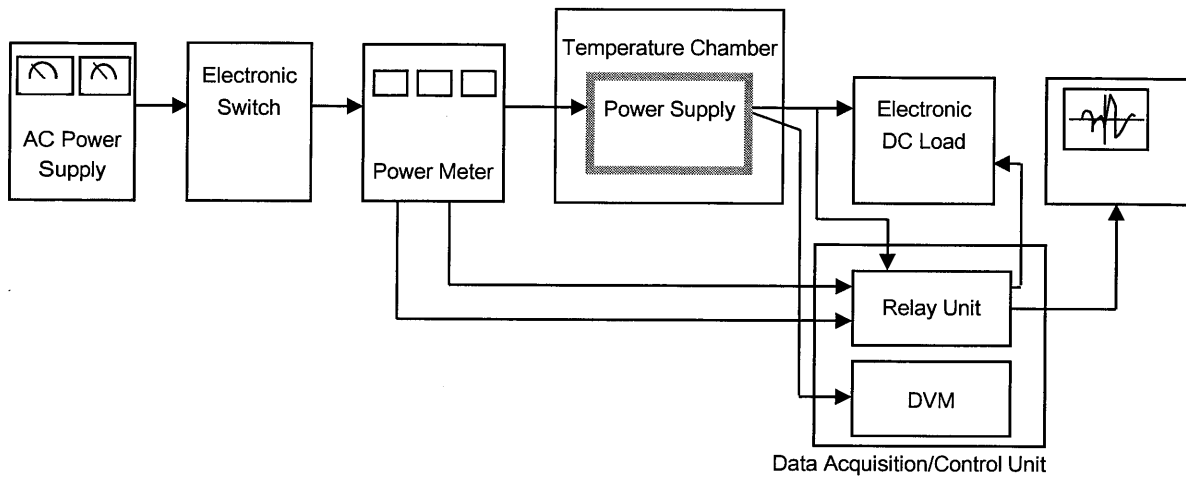 AC Power
Supply
Electronic
Switch
Power Meter
Temperature Chamber
Power Supply
Electronic
DC Load
Relay Unit
DVM
Data Acquisition/Control Unit